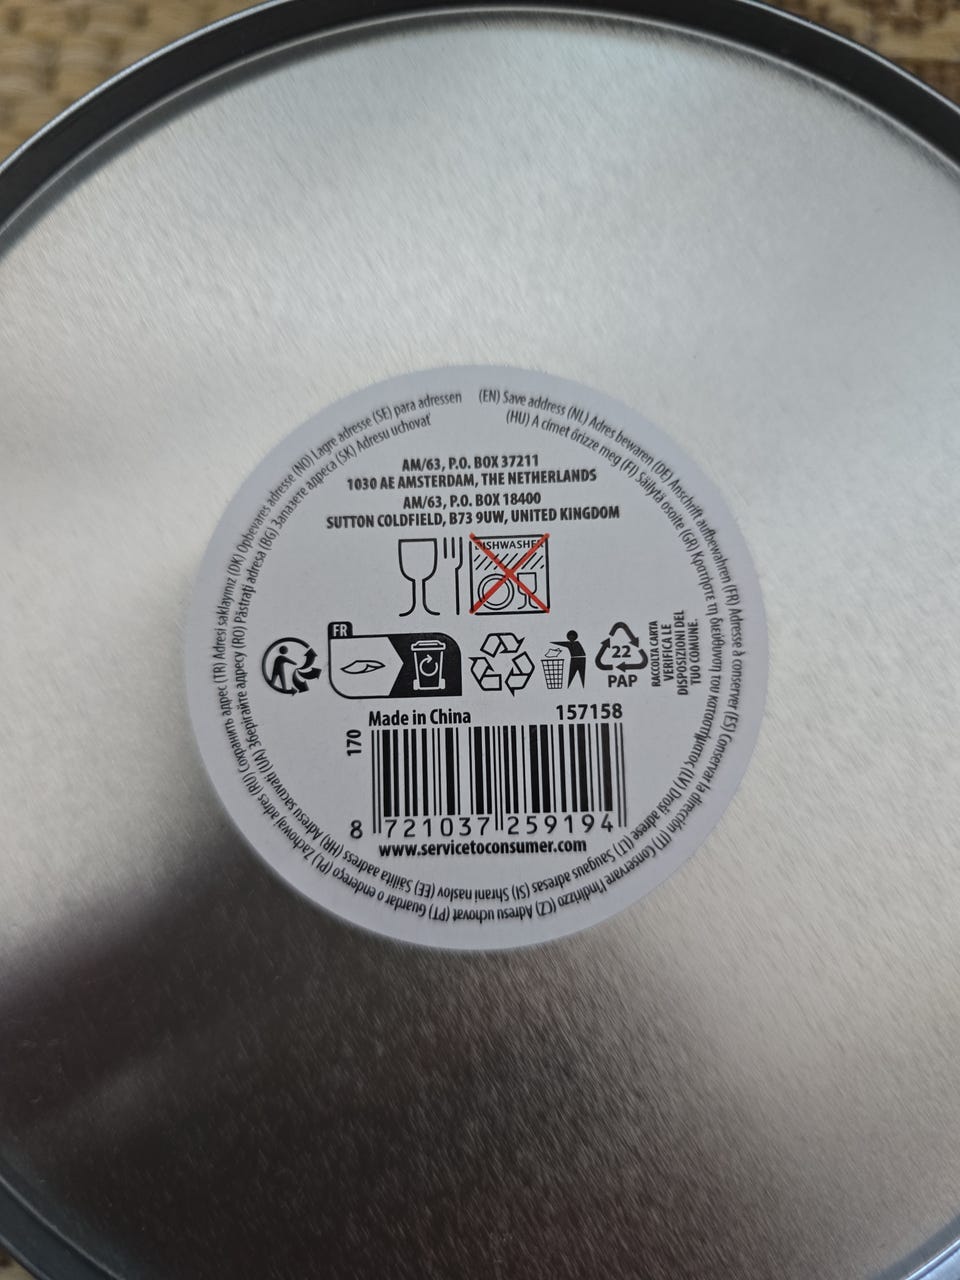 (EN) Save address (NL) Adres bewaren (DE) Anschrift aufbewahren (FR) Adresse à conserver (ES) Conservar la dirección (IT) Conservare l'indirizzo (CZ) Adresu uchovat (PT) Guardar o endereço (PL) Zachowaj adres (RU) Сохранить адрес (TR) Adresi saklayınız (DK) Opbevares adresse (NO) Lagre adresse (SE) para adressen
(HU) A címet őrizze meg (FI) Säilytä osoite (GR) Κρατήστε τη διεύθυνση του καταστήματος (LV) Droši adrese (LT) Saugaus adresas (SI) Shrani naslov (EE) Säilita aadress (HR) Adresu sačuvati (UA) Зберігайте адресу (RO) Păstrați adresa (BG) Запазете адреса (SK) Adresu uchovať
AM/63, P.O. BOX 37211
1030 AE AMSTERDAM, THE NETHERLANDS
AM/63, P.O. BOX 18400
SUTTON COLDFIELD, B73 9UW, UNITED KINGDOM
DISHWASHER
FR
22
PAP
RACCOLTA CARTA
VERIFICA LE
DISPOSIZIONI DEL
TUO COMUNE.
Made in China 157158
170
8 721037 259194
www.servicetoconsumer.com